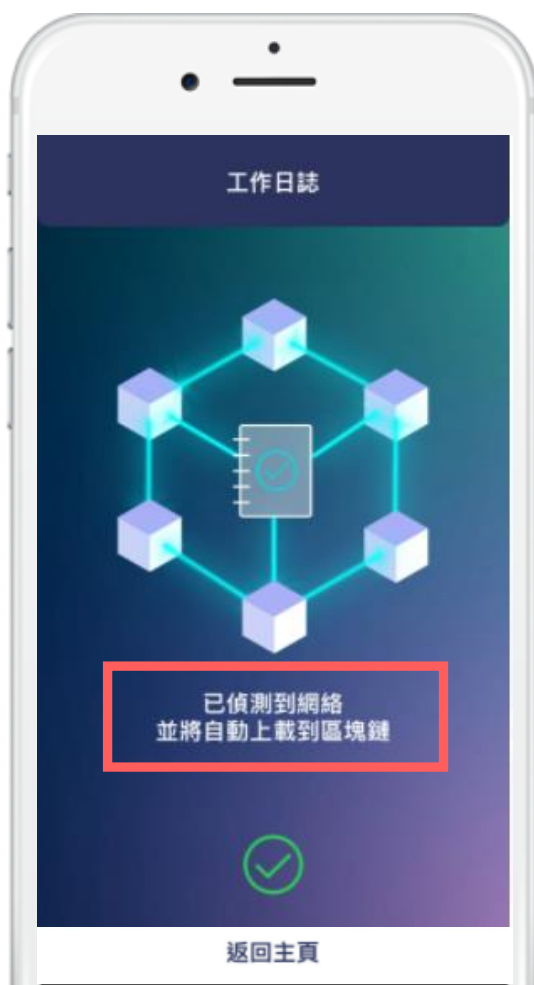 工作日誌
已偵測到網絡
並將自動上載到區塊鏈
返回主頁